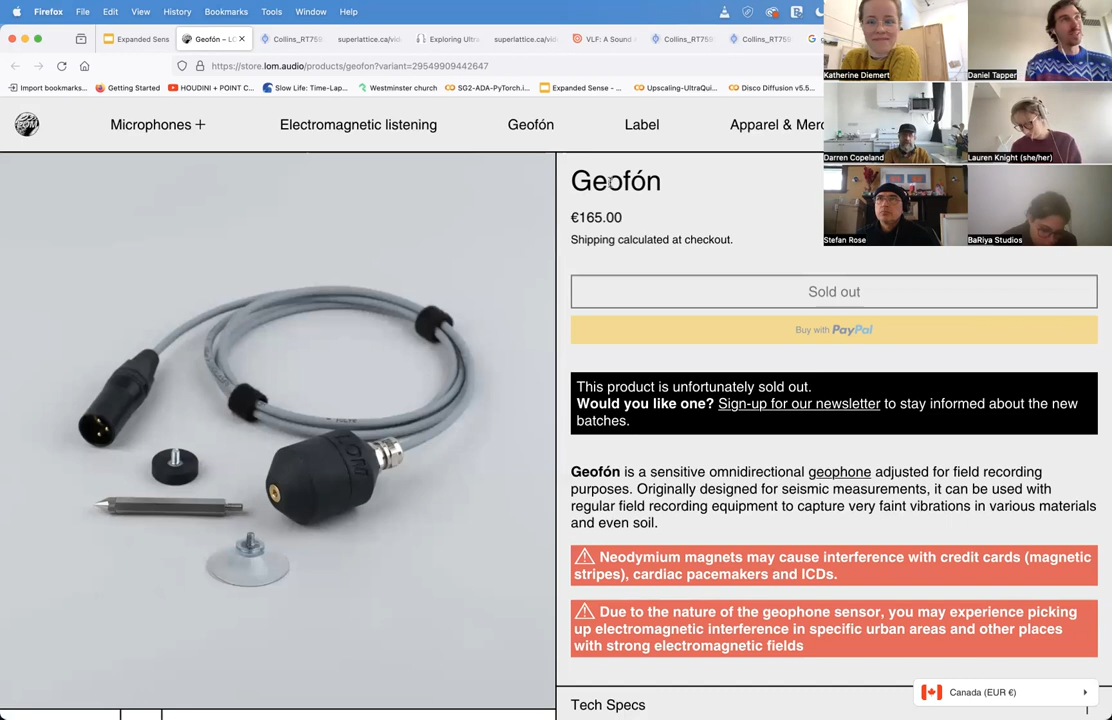 Firefox File Edit View History Bookmarks Tools Window Help
Expanded Sens
Geofón – LO
Collins_RT759
superlattice.ca/vid
Exploring Ultra
superlattice.ca/vid
VLF: A Sound
Collins_RT759
Collins_RT759
https://store.lom.audio/products/geofon?variant=29549909442647
Import bookmarks... Getting Started HOUDINI + POINT C... Slow Life: Time-Lap... Westminster church SG2-ADA-PyTorch.i... Expanded Sense - ... Upscaling-UltraQui... Disco Diffusion v5.5...
Microphones + Electromagnetic listening Geofón Label Apparel & Merc
Katherine Diemert
Daniel Tapper
Darren Copeland
Lauren Knight (she/her)
Stefan Rose
BaRiya Studios
Geofón
€165.00
Shipping calculated at checkout.
Sold out
Buy with PayPal
This product is unfortunately sold out.
Would you like one? Sign-up for our newsletter to stay informed about the new
batches.
Geofón is a sensitive omnidirectional geophone adjusted for field recording
purposes. Originally designed for seismic measurements, it can be used with
regular field recording equipment to capture very faint vibrations in various materials
and even soil.
Neodymium magnets may cause interference with credit cards (magnetic
stripes), cardiac pacemakers and ICDs.
Due to the nature of the geophone sensor, you may experience picking
up electromagnetic interference in specific urban areas and other places
with strong electromagnetic fields
Tech Specs
Canada (EUR €)
LOM